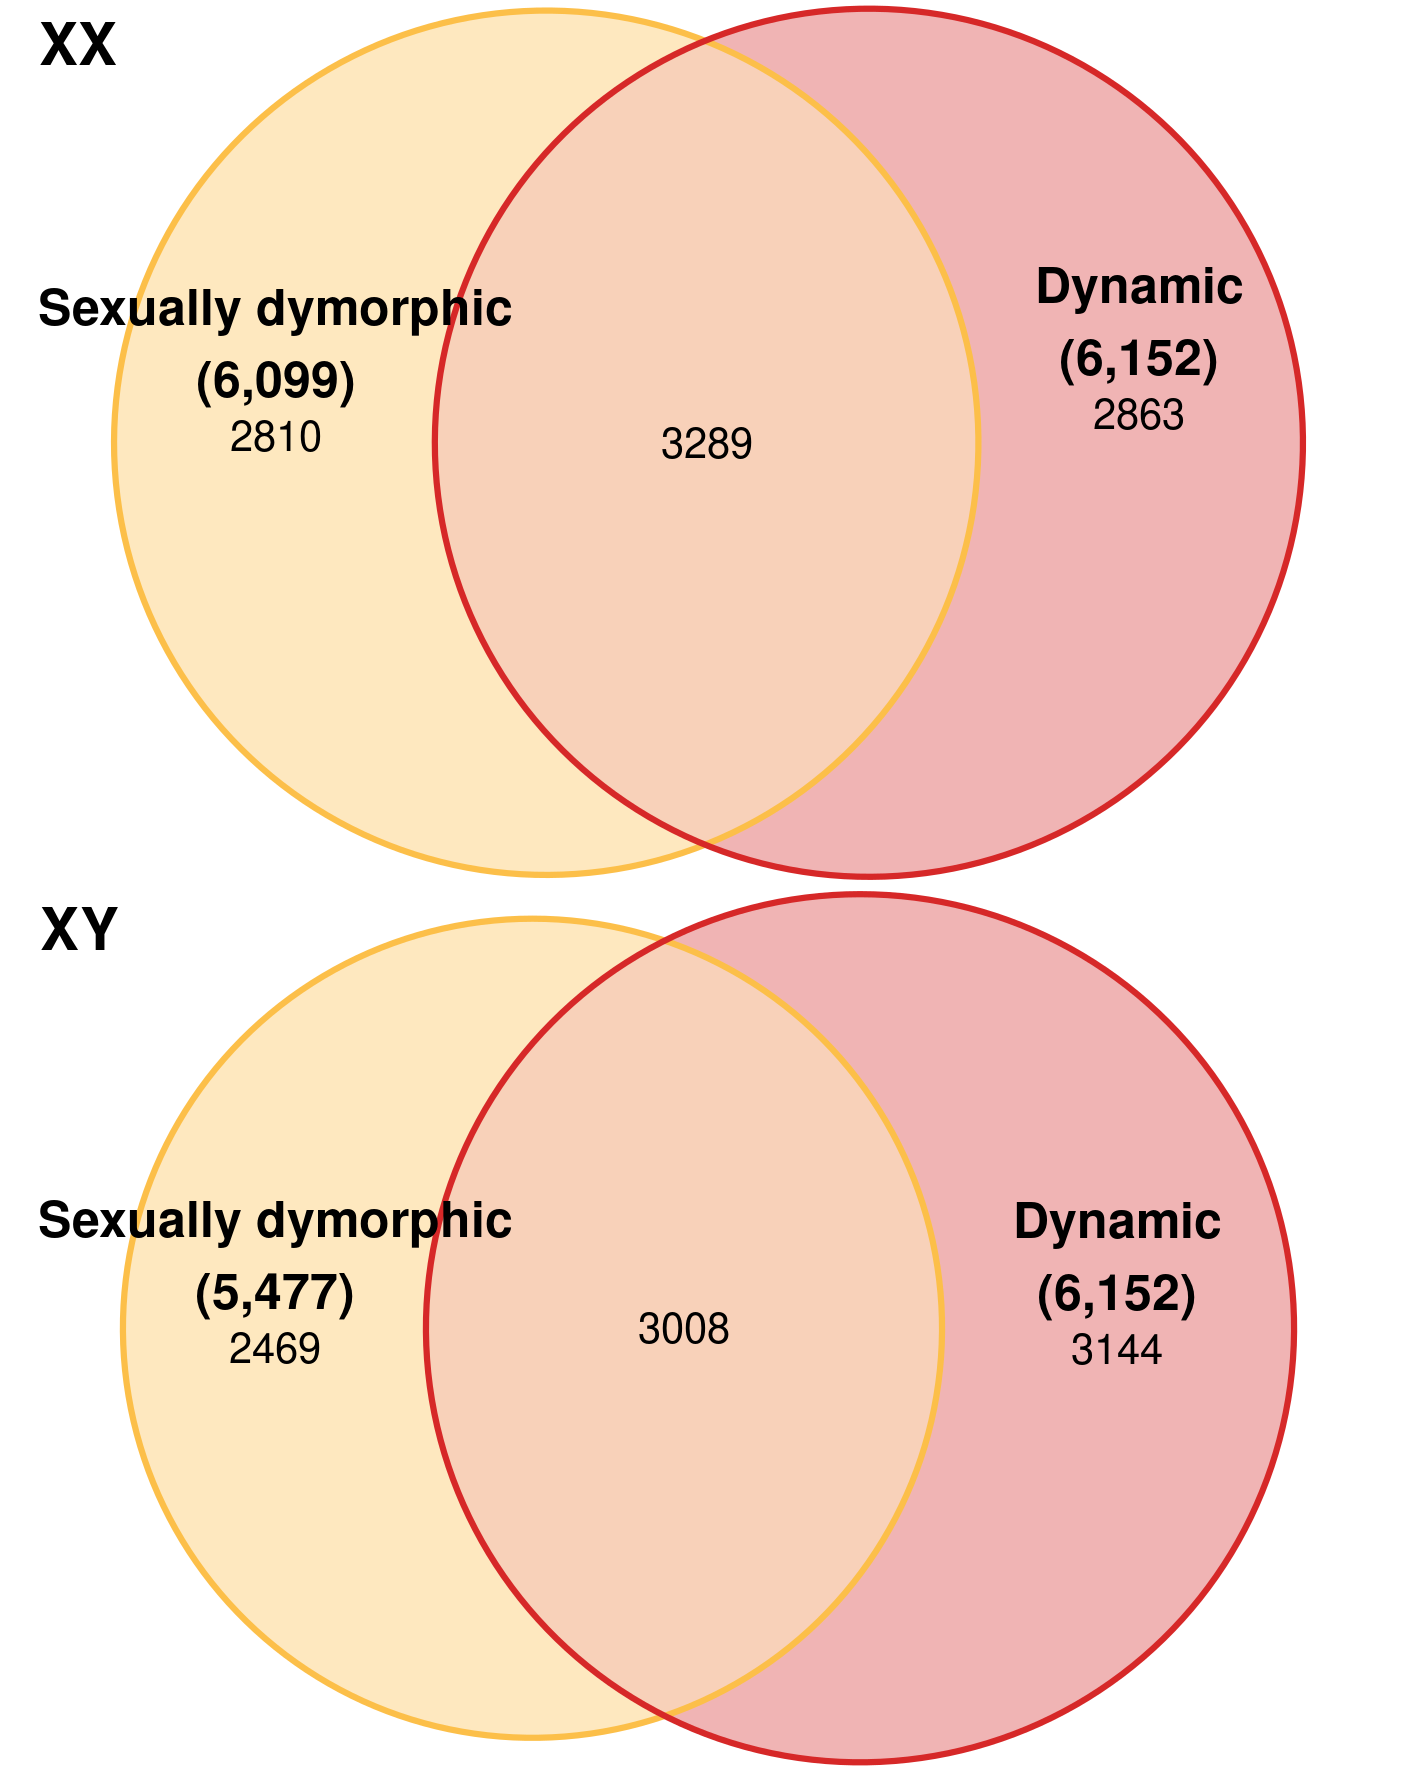 XX
Sexually dymorphic
(6,099)
2810
3289
Dynamic
(6,152)
2863
XY
Sexually dymorphic
(5,477)
2469
3008
Dynamic
(6,152)
3144